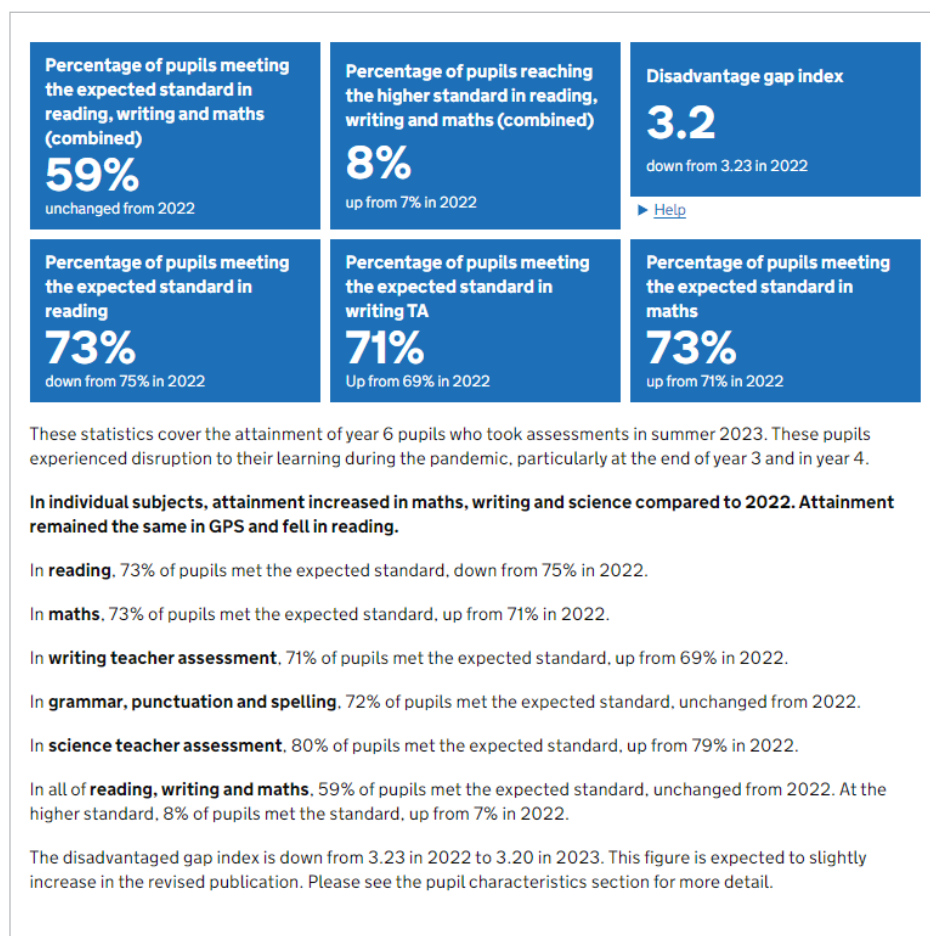 Percentage of pupils meeting
the expected standard in
reading, writing and maths
(combined)
59%
unchanged from 2022
Percentage of pupils reaching
the higher standard in reading,
writing and maths (combined)
8%
up from 7% in 2022
Disadvantage gap index
3.2
down from 3.23 in 2022
Help
Percentage of pupils meeting
the expected standard in
reading
73%
down from 75% in 2022
Percentage of pupils meeting
the expected standard in
writing TA
71%
Up from 69% in 2022
Percentage of pupils meeting
the expected standard in
maths
73%
up from 71% in 2022
These statistics cover the attainment of year 6 pupils who took assessments in summer 2023. These pupils
experienced disruption to their learning during the pandemic, particularly at the end of year 3 and in year 4.
In individual subjects, attainment increased in maths, writing and science compared to 2022. Attainment
remained the same in GPS and fell in reading.
In reading, 73% of pupils met the expected standard, down from 75% in 2022.
In maths, 73% of pupils met the expected standard, up from 71% in 2022.
In writing teacher assessment, 71% of pupils met the expected standard, up from 69% in 2022.
In grammar, punctuation and spelling, 72% of pupils met the expected standard, unchanged from 2022.
In science teacher assessment, 80% of pupils met the expected standard, up from 79% in 2022.
In all of reading, writing and maths, 59% of pupils met the expected standard, unchanged from 2022. At the
higher standard, 8% of pupils met the standard, up from 7% in 2022.
The disadvantaged gap index is down from 3.23 in 2022 to 3.20 in 2023. This figure is expected to slightly
increase in the revised publication. Please see the pupil characteristics section for more detail.